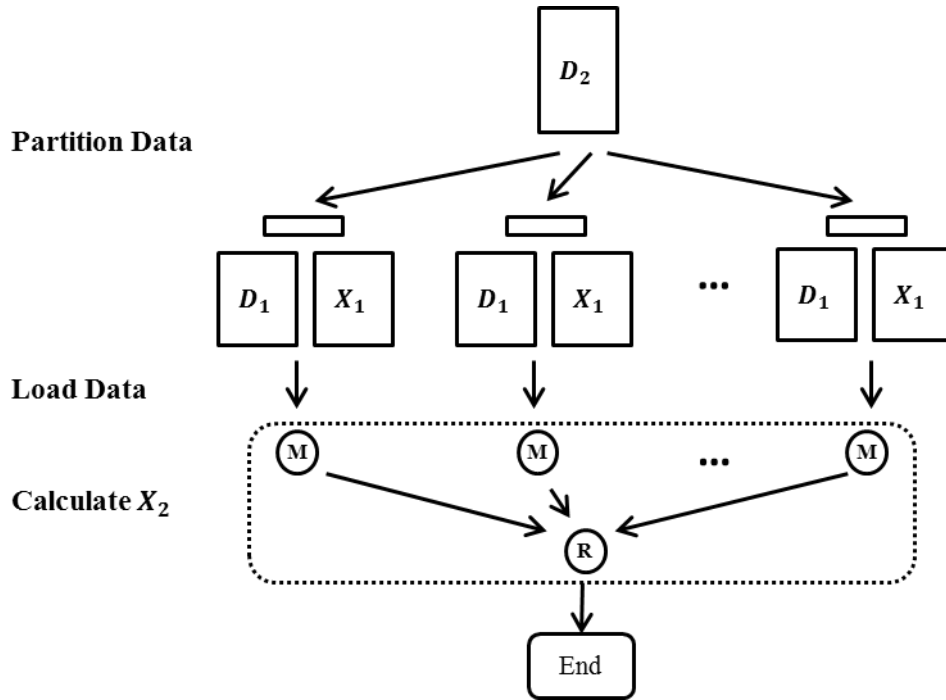 D₂
Partition Data
D₁ X₁ D₁ X₁ ... D₁ X₁
Load Data
M M ... M
Calculate X₂
R
End